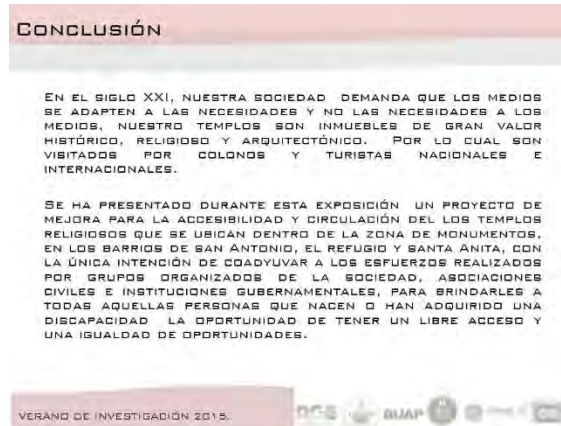 CONCLUSIÓN
EN EL SIGLO XXI, NUESTRA SOCIEDAD DEMANDA QUE LOS MEDIOS
SE ADAPTEN A LAS NECESIDADES Y NO LAS NECESIDADES A LOS
MEDIOS, NUESTRO TEMPLOS SON INMUEBLES DE GRAN VALOR
HISTÓRICO, RELIGIOSO Y ARQUITECTÓNICO. POR LO CUAL SON
VISITADOS POR COLONOS Y TURISTAS NACIONALES E
INTERNACIONALES.
SE HA PRESENTADO DURANTE ESTA EXPOSICIÓN UN PROYECTO DE
MEJORA PARA LA ACCESIBILIDAD Y CIRCULACIÓN DEL LOS TEMPLOS
RELIGIOSOS QUE SE UBICAN DENTRO DE LA ZONA DE MONUMENTOS,
EN LOS BARRIOS DE SAN ANTONIO, EL REFUGIO Y SANTA ANITA, CON
LA ÚNICA INTENCIÓN DE COADYUVAR A LOS ESFUERZOS REALIZADOS
POR GRUPOS ORGANIZADOS DE LA SOCIEDAD, ASOCIACIONES
CIVILES E INSTITUCIONES GUBERNAMENTALES, PARA BRINDARLES A
TODAS AQUELLAS PERSONAS QUE NACEN O HAN ADQUIRIDO UNA
DISCAPACIDAD LA OPORTUNIDAD DE TENER UN LIBRE ACCESO Y
UNA IGUALDAD DE OPORTUNIDADES.
VERANO DE INVESTIGACIÓN 2015.
BUAP